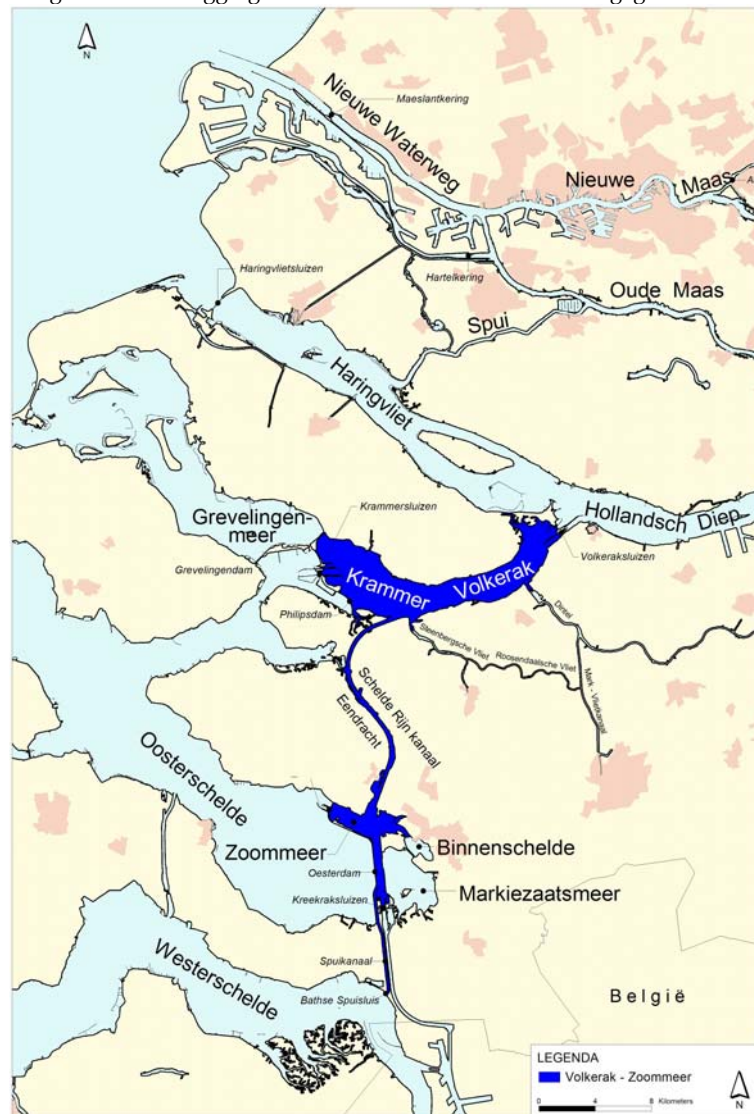 N
Maeslantkering
Nieuwe Waterweg
Nieuwe Maas
Haringvlietsluizen
Hartelkering
Oude Maas
Spui
Haringvliet
Grevelingen-
meer
Krammersluizen
Hollandsch Diep
Volkeraksluizen
Grevelingendam
Krammer Volkerak
Philipsdam
Dintel
Steenbergsche Vliet
Roosendaalsche Vliet
Mark - Vlietkanaal
Schelde Rijn kanaal
Eendracht
Oosterschelde
Zoommeer
Binnenschelde
Oesterdam
Markiezaatsmeer
Kreekraksluizen
Westerschelde
Spuikanaal
Bathse Spuisluis
België
LEGENDA
Volkerak - Zoommeer
0 4 8 Kilometers
N